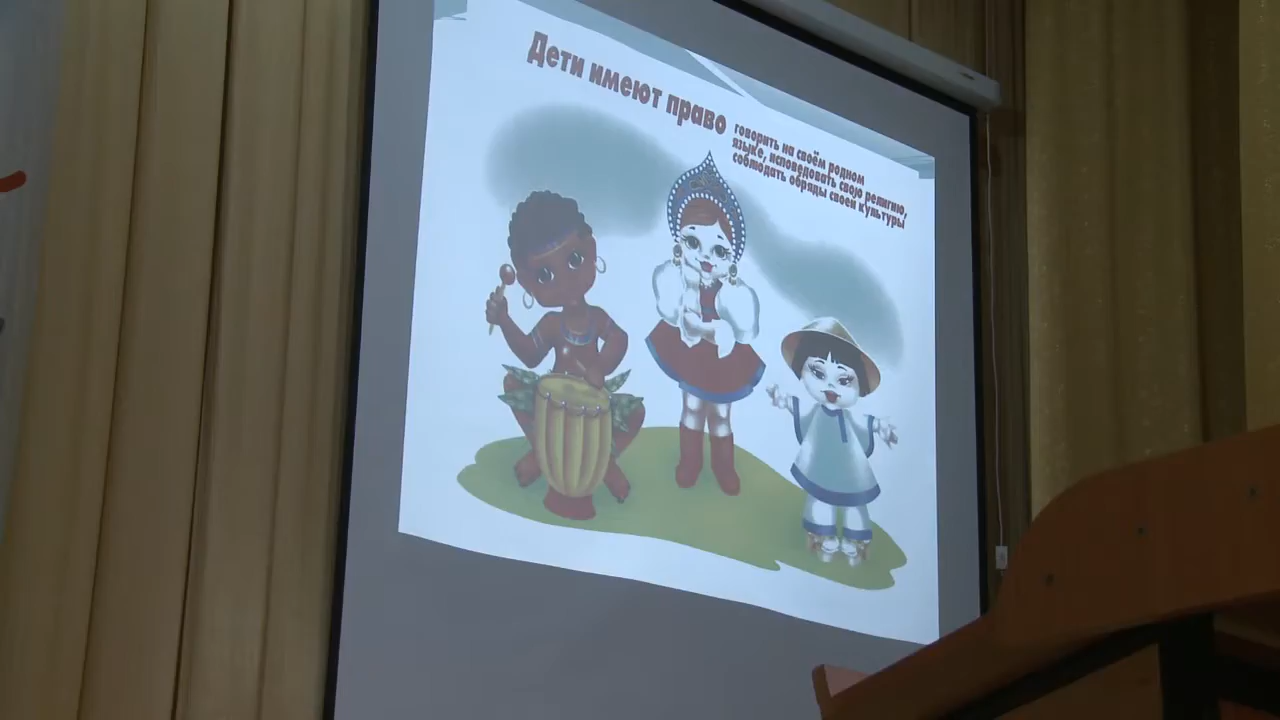 Дети имеют право
говорить на своём родном
языке, исповедовать свою религию,
соблюдать обряды своей культуры